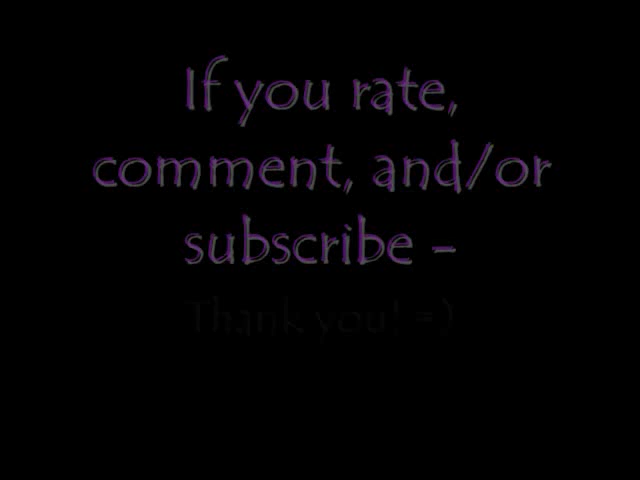 If you rate,
comment, and/or
subscribe -
Thank you! =)